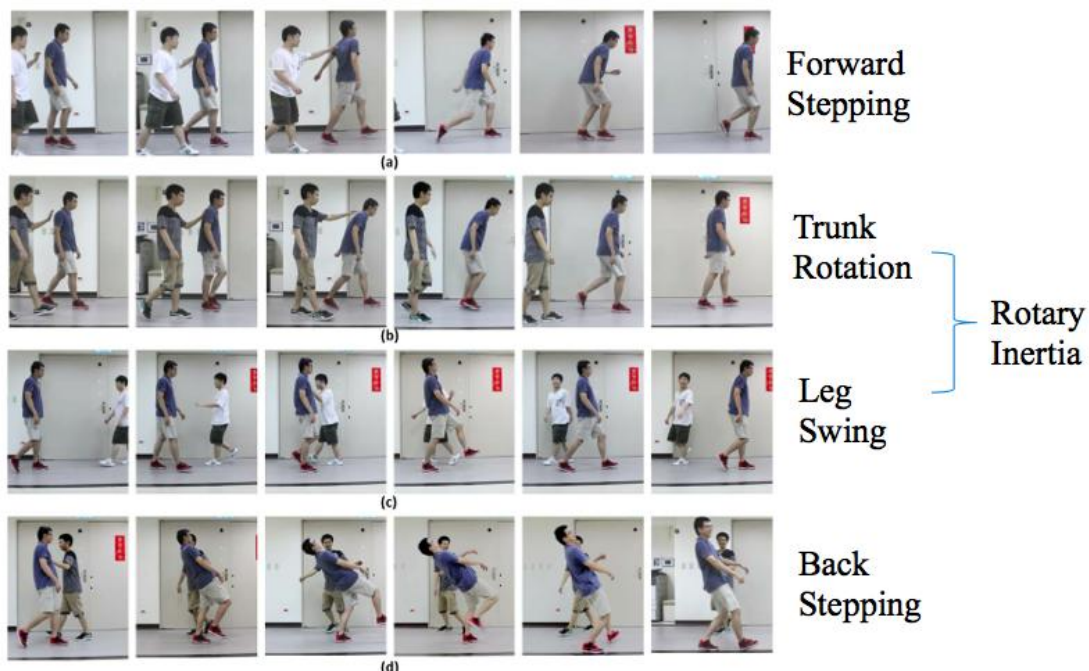 Forward
Stepping
(a)
Trunk
Rotation
(b)
Rotary
Inertia
Leg
Swing
(c)
Back
Stepping
(d)